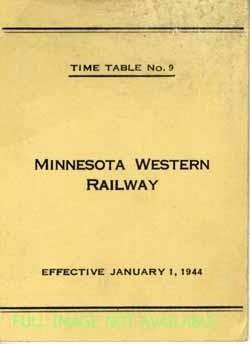 TIME TABLE No. 9
MINNESOTA WESTERN
RAILWAY
EFFECTIVE JANUARY 1, 1944
FULL IMAGE NOT AVAILABLE